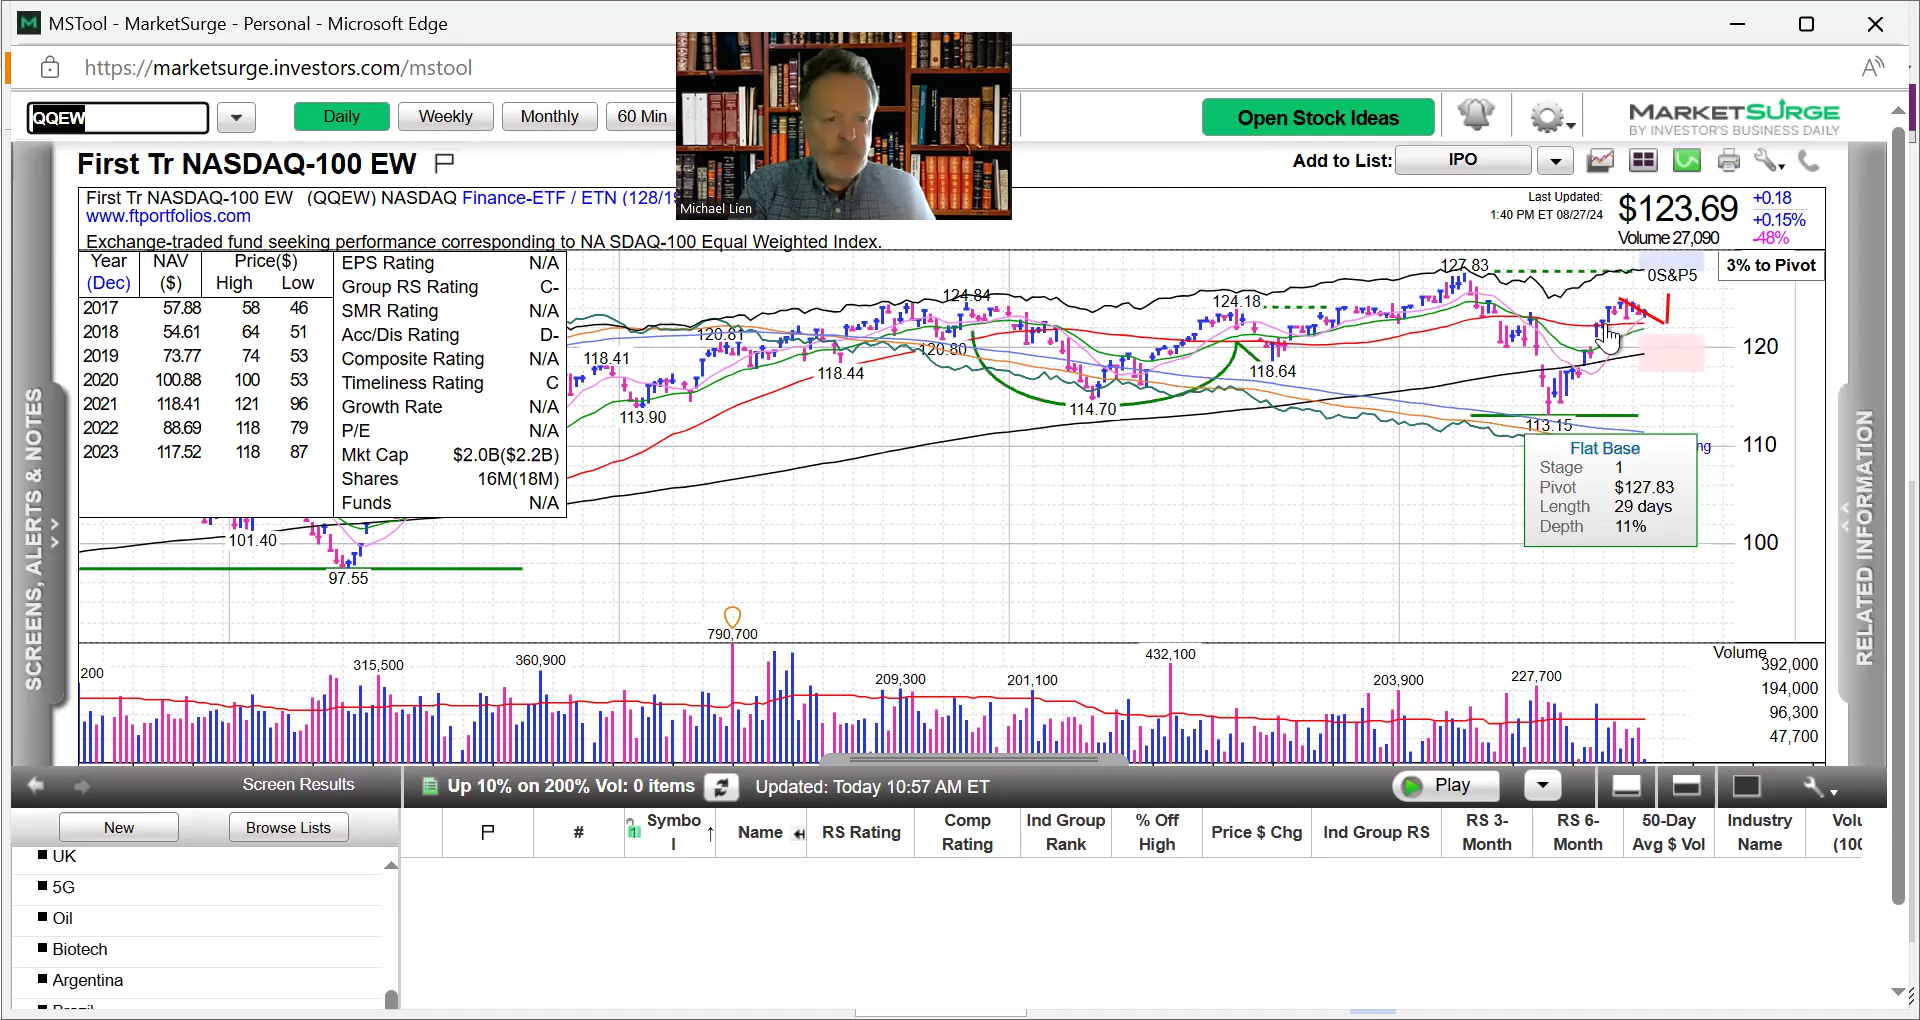 MSTool - MarketSurge - Personal - Microsoft Edge
https://marketsurge.investors.com/mstool
QQEW
Daily
Weekly
Monthly
60 Min
Open Stock Ideas
MARKETSURGE
BY INVESTOR'S BUSINESS DAILY
First Tr NASDAQ-100 EW
Add to List:
IPO
Michael Lien
First Tr NASDAQ-100 EW (QQEW) NASDAQ Finance-ETF / ETN (128/19
www.ftportfolios.com
Exchange-traded fund seeking performance corresponding to NA SDAQ-100 Equal Weighted Index.
Last Updated:
1:40 PM ET 08/27/24
$123.69
+0.18
+0.15%
Volume 27,090
-48%
3% to Pivot
Year NAV Price($)
(Dec) ($) High Low
2017 57.88 58 46
2018 54.61 64 51
2019 73.77 74 53
2020 100.88 100 53
2021 118.41 121 96
2022 88.69 118 79
2023 117.52 118 87
EPS Rating N/A
Group RS Rating C-
SMR Rating N/A
Acc/Dis Rating D-
Composite Rating N/A
Timeliness Rating C
Growth Rate N/A
P/E N/A
Mkt Cap $2.0B($2.2B)
Shares 16M(18M)
Funds N/A
101.40
97.55
118.41
113.90
120.81
118.44
124.84
120.80
114.70
124.18
118.64
127.83
113.15
0S&P5
120
110
100
ng
Flat Base
Stage 1
Pivot $127.83
Length 29 days
Depth 11%
200
315,500
360,900
790,700
209,300
201,100
432,100
203,900
227,700
Volume
392,000
194,000
96,300
47,700
SCREENS, ALERTS & NOTES
RELATED INFORMATION
Screen Results
Up 10% on 200% Vol: 0 items
Updated: Today 10:57 AM ET
Play
New
Browse Lists
UK
5G
Oil
Biotech
Argentina
#
1
Symbo
l
Name
RS Rating
Comp
Rating
Ind Group
Rank
% Off
High
Price $ Chg
Ind Group RS
RS 3-
Month
RS 6-
Month
50-Day
Avg $ Vol
Industry
Name
Volu
(100